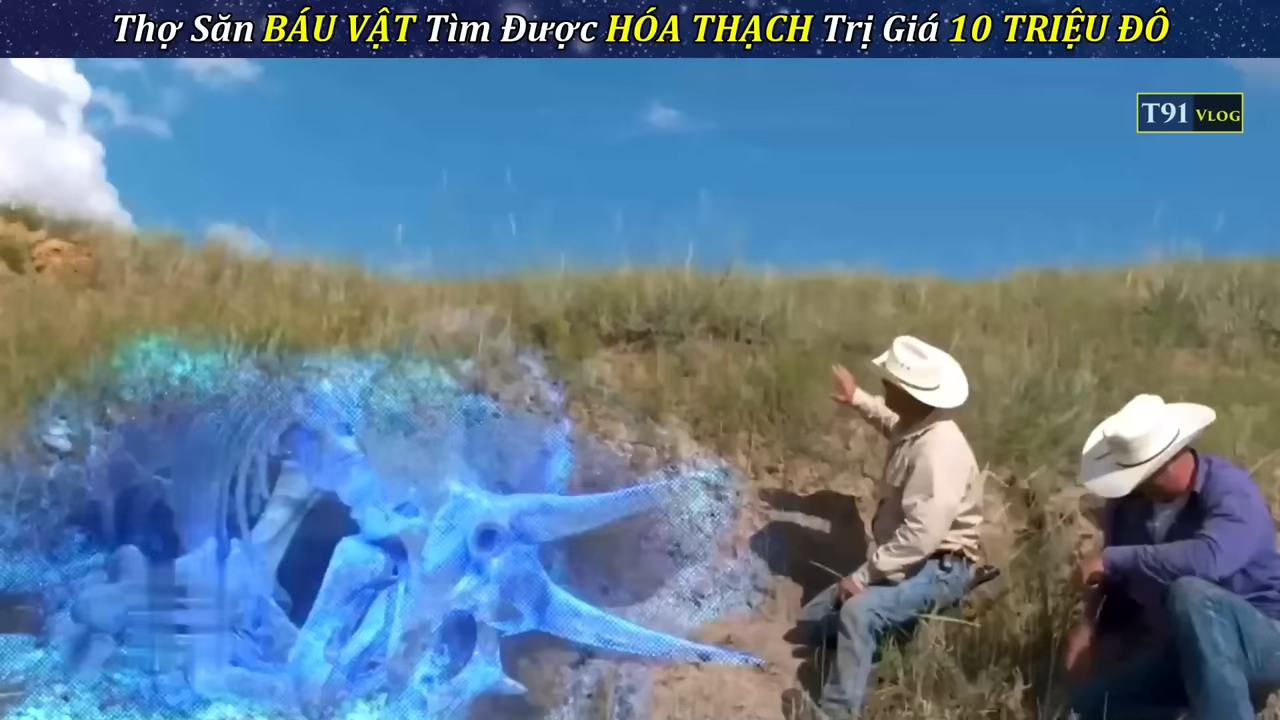 Thợ Săn BÁU VẬT Tìm Được HÓA THẠCH Trị Giá 10 TRIỆU ĐÔ
T91 VLOG